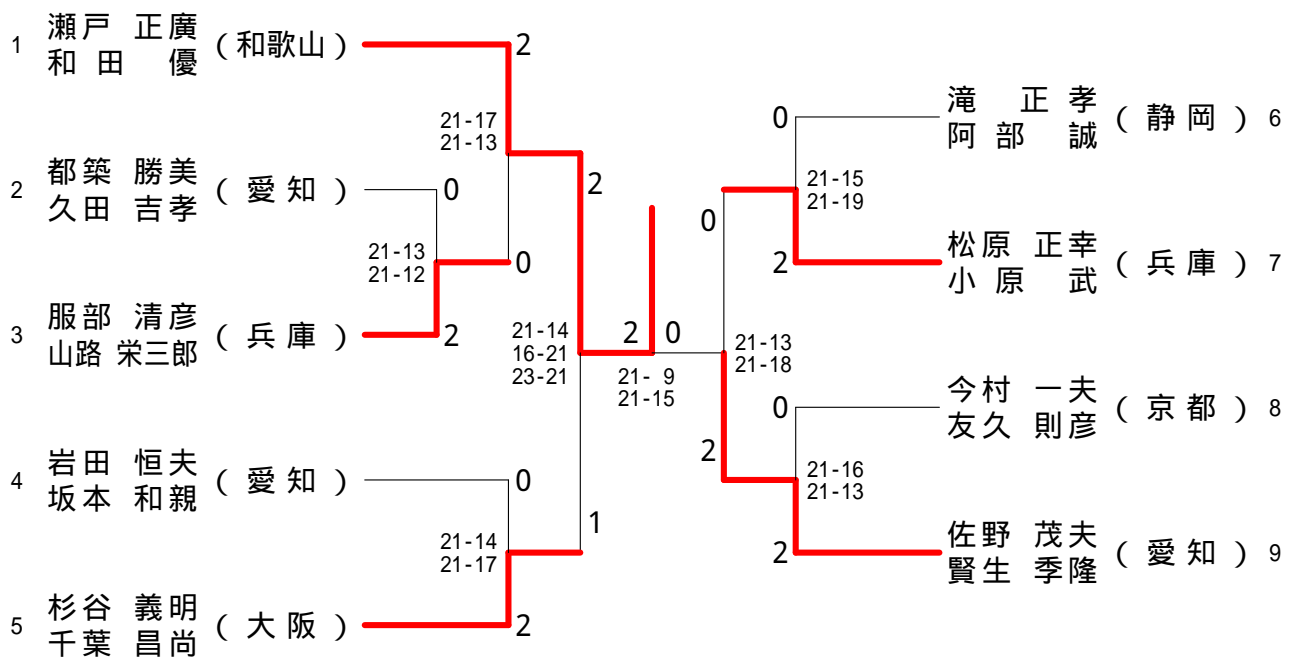 1 瀬戸 正廣 (和歌山) 2
和田 優
21-17
21-13
2 都築 勝美 (愛知) 0
久田 吉孝
21-13
21-12
0
3 服部 清彦 (兵庫) 2
山路 栄三郎
2
21-14
16-21
23-21
4 岩田 恒夫 (愛知) 0
坂本 和親
21-14
21-17
1
5 杉谷 義明 (大阪) 2
千葉 昌尚
2 0
21- 9
21-15
0 滝 正孝 (静岡) 6
阿部 誠
21-15
21-19
0
2 松原 正幸 (兵庫) 7
小原 武
21-13
21-18
0 今村 一夫 (京都) 8
友久 則彦
2
21-16
21-13
2 佐野 茂夫 (愛知) 9
賢生 季隆